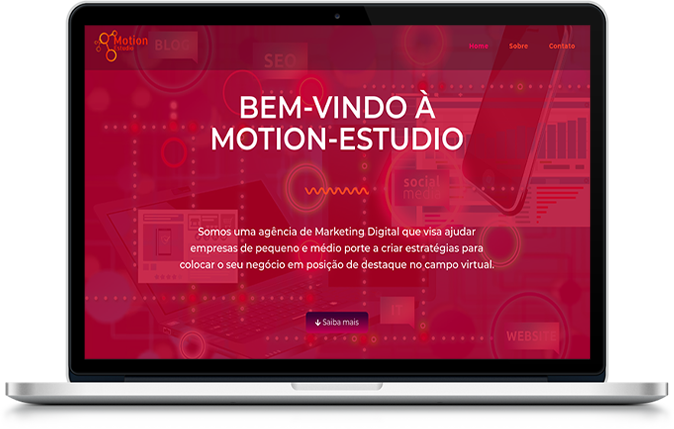 Motion
Estudio
Home
Sobre
Contato
BLOG
SEO
BEM-VINDO À
MOTION-ESTUDIO
social
media
Somos uma agência de Marketing Digital que visa ajudar
empresas de pequeno e médio porte a criar estratégias para
colocar o seu negócio em posição de destaque no campo virtual.
IT
Saiba mais
WEBSITE